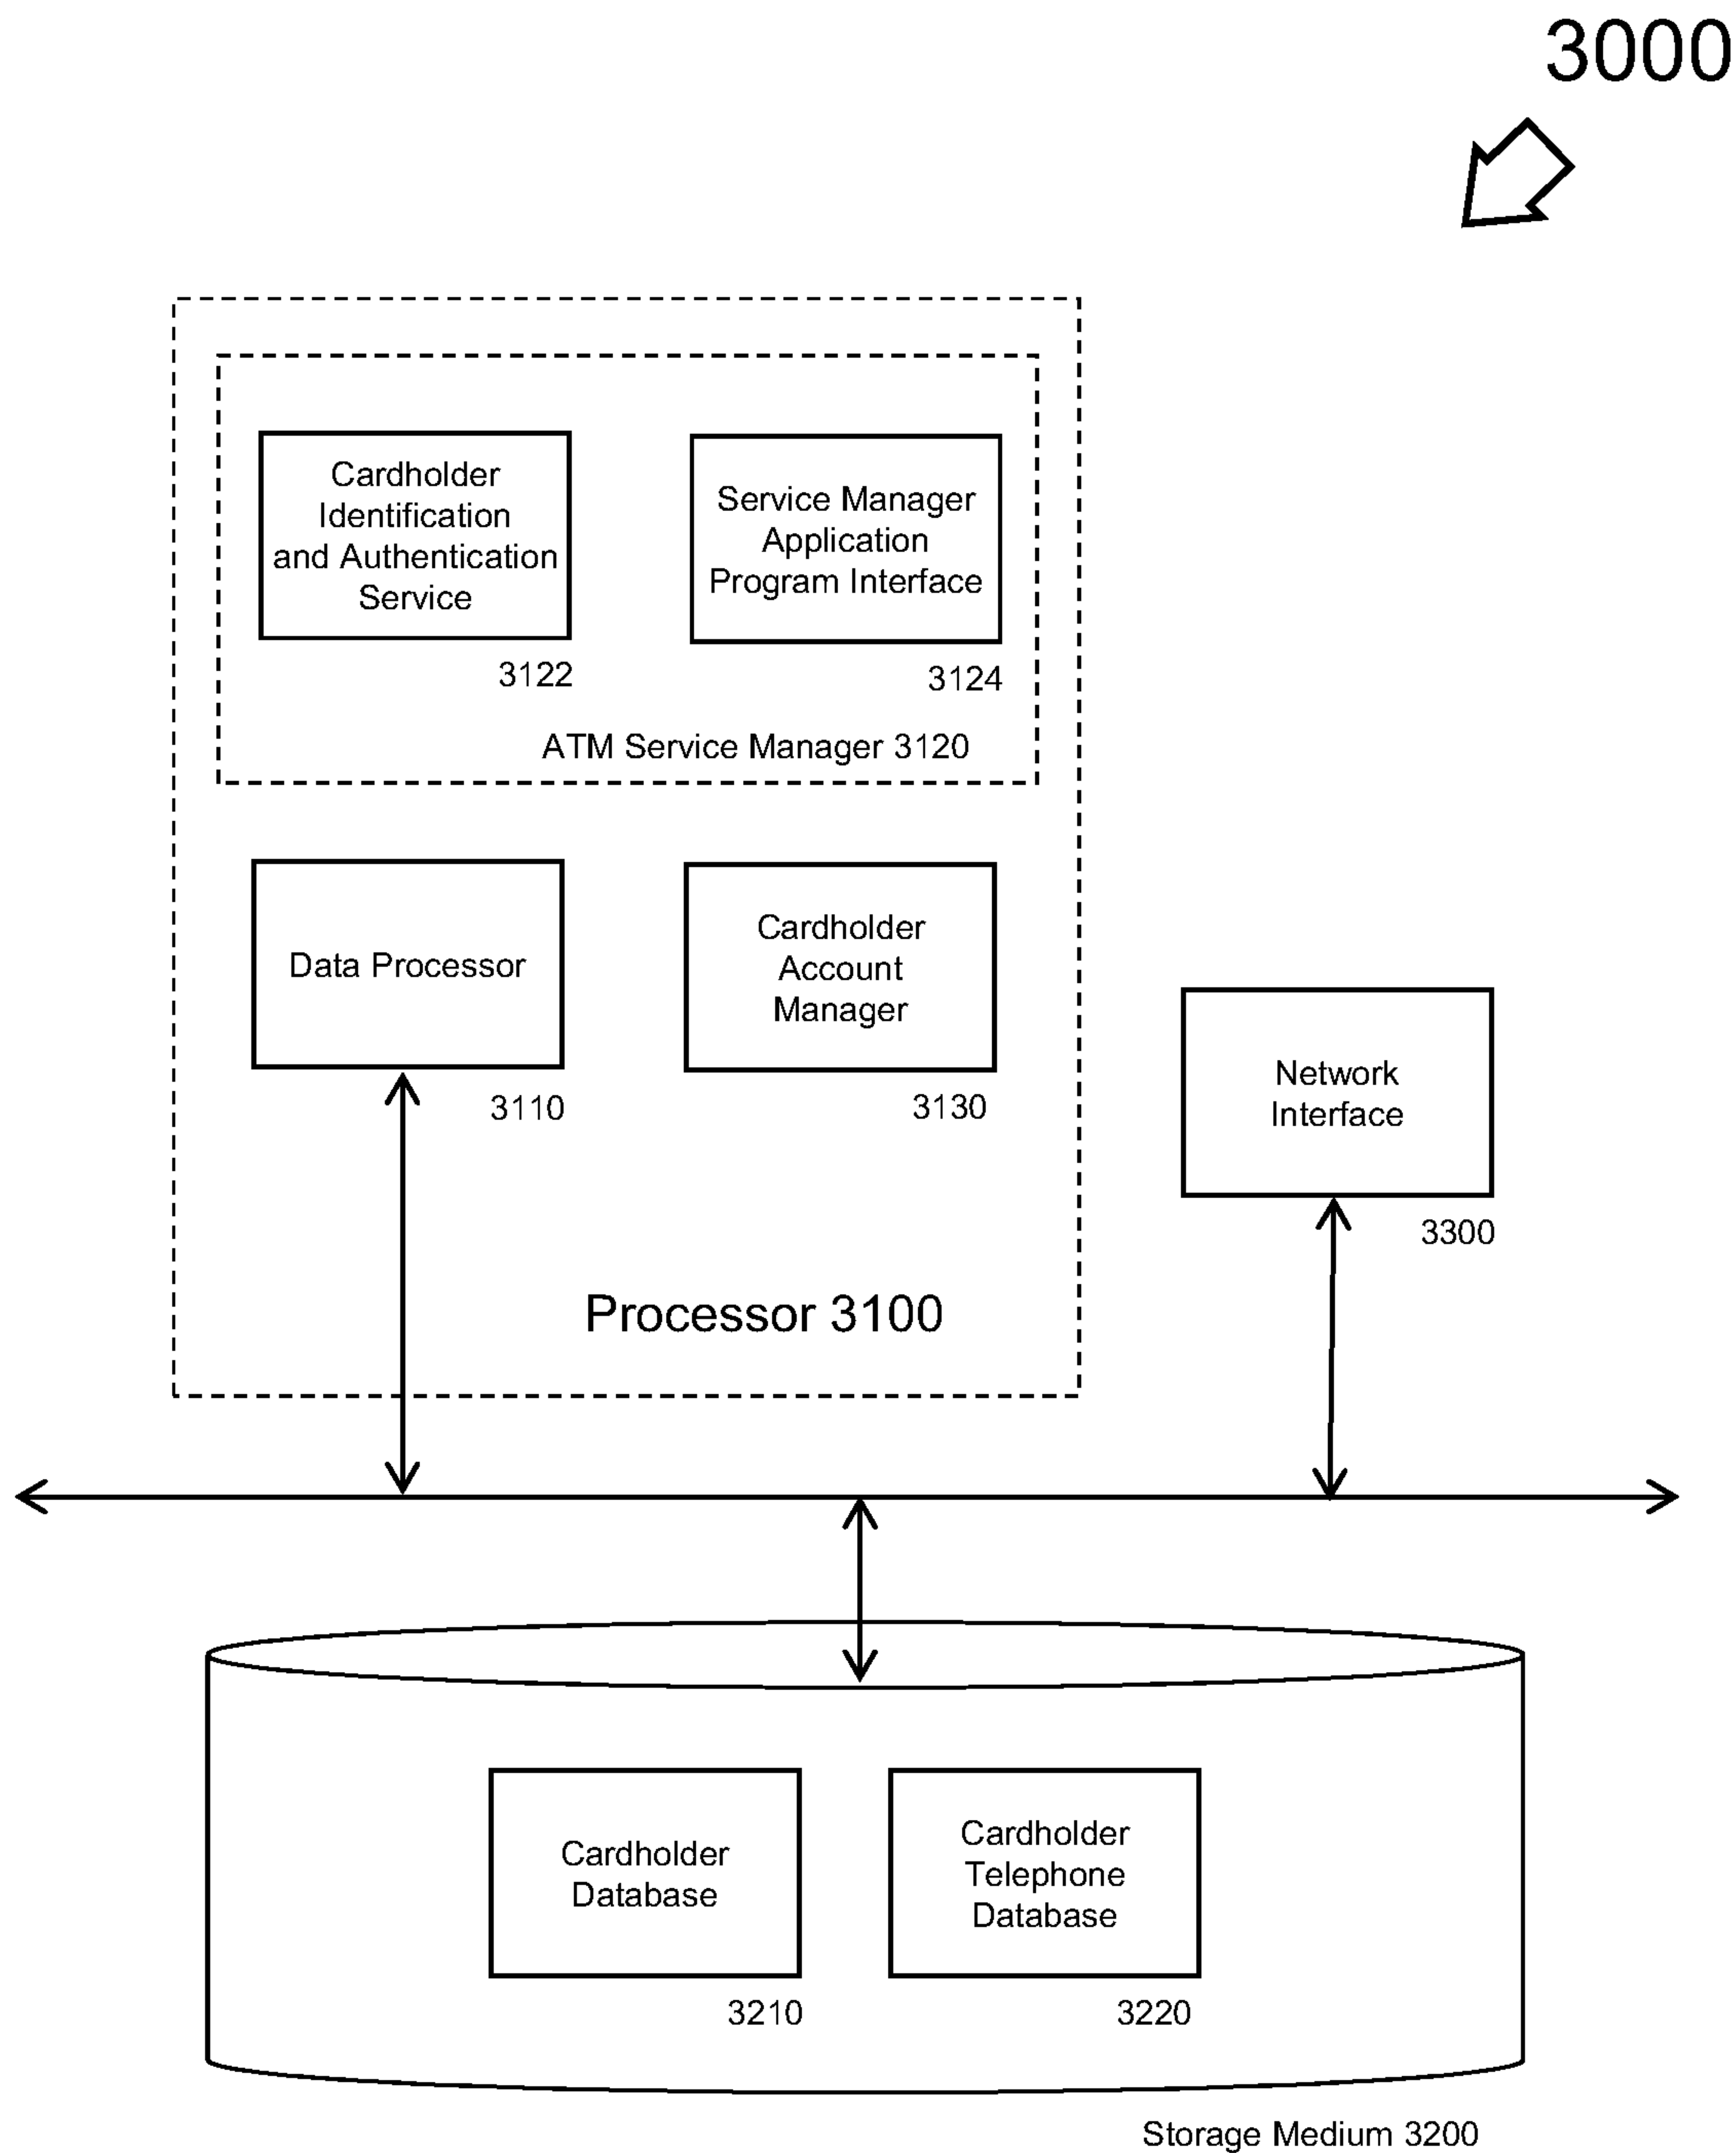 3000
Cardholder
Identification
and Authentication
Service
3122
Service Manager
Application
Program Interface
3124
ATM Service Manager 3120
Data Processor
3110
Cardholder
Account
Manager
3130
Network
Interface
3300
Processor 3100
Cardholder
Database
3210
Cardholder
Telephone
Database
3220
Storage Medium 3200